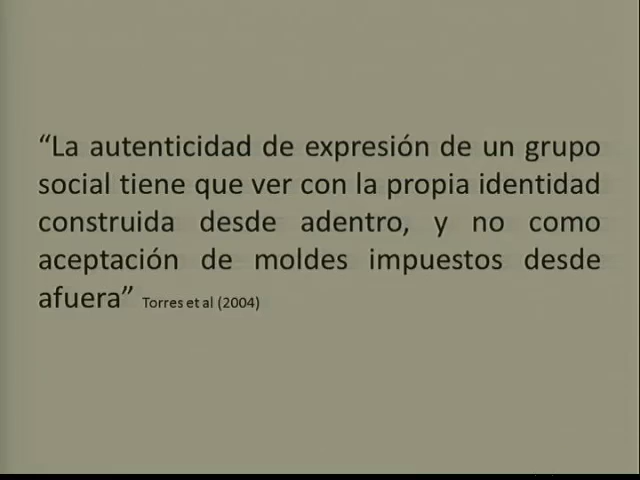 “La autenticidad de expresión de un grupo
social tiene que ver con la propia identidad
construida desde adentro, y no como
aceptación de moldes impuestos desde
afuera” Torres et al (2004)